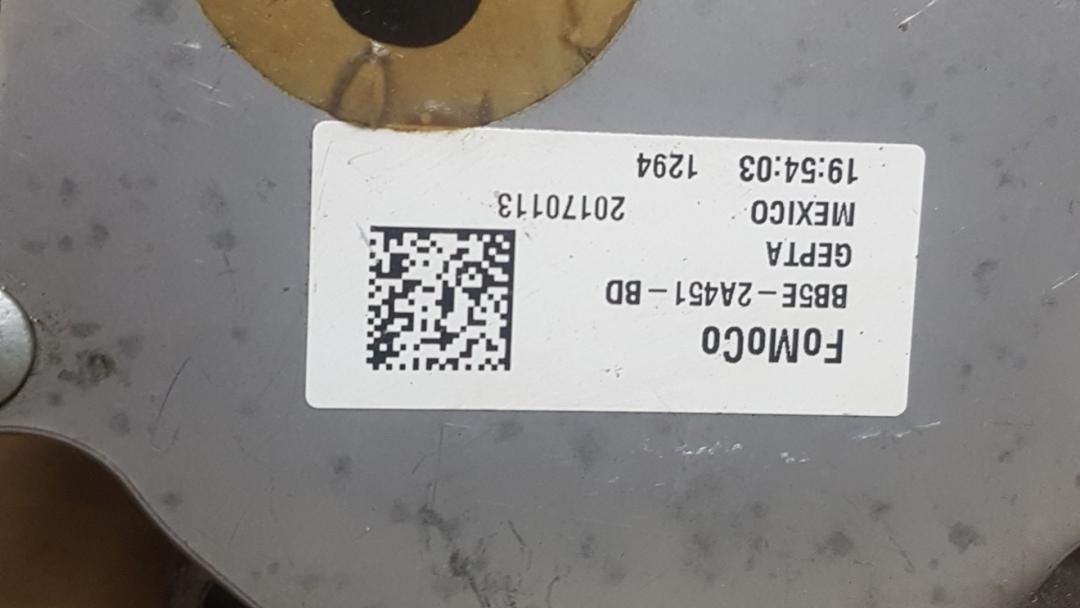 FoMoCo
BB5E-2A451-BD
GEPTA
MEXICO 20170113
19:54:03 1294